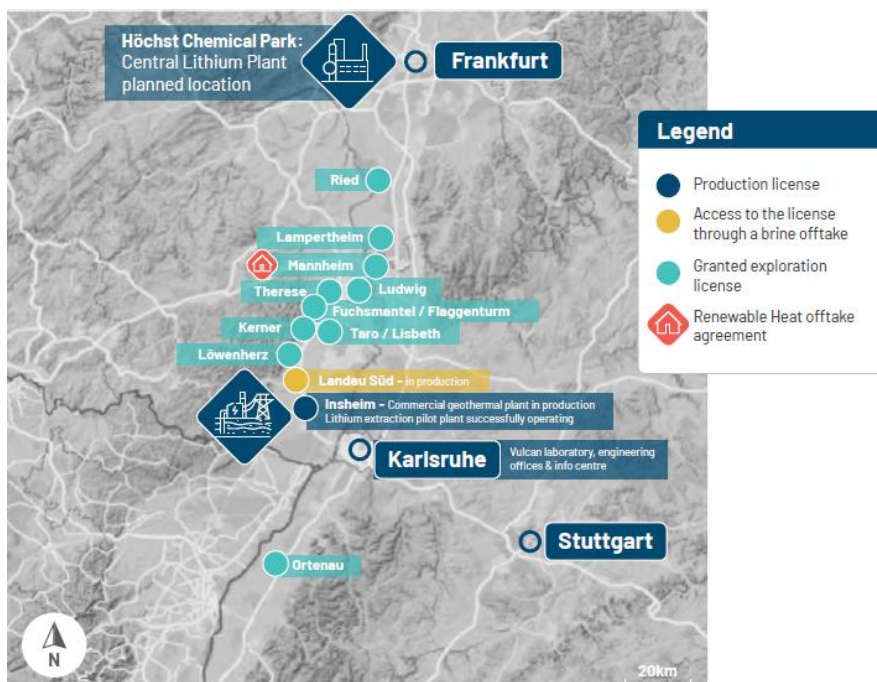 Höchst Chemical Park:
Central Lithium Plant
planned location
Frankfurt
Legend
Production license
Access to the license
through a brine offtake
Granted exploration
license
Renewable Heat offtake
agreement
Ried
Lampertheim
Mannheim
Therese
Ludwig
Fuchsmantel / Flaggenturm
Kerner
Taro / Lisbeth
Löwenherz
Landau Süd - in production
Insheim - Commercial geothermal plant in production
Lithium extraction pilot plant successfully operating
Karlsruhe
Vulcan laboratory, engineering
offices & info centre
Stuttgart
Ortenau
N
20km